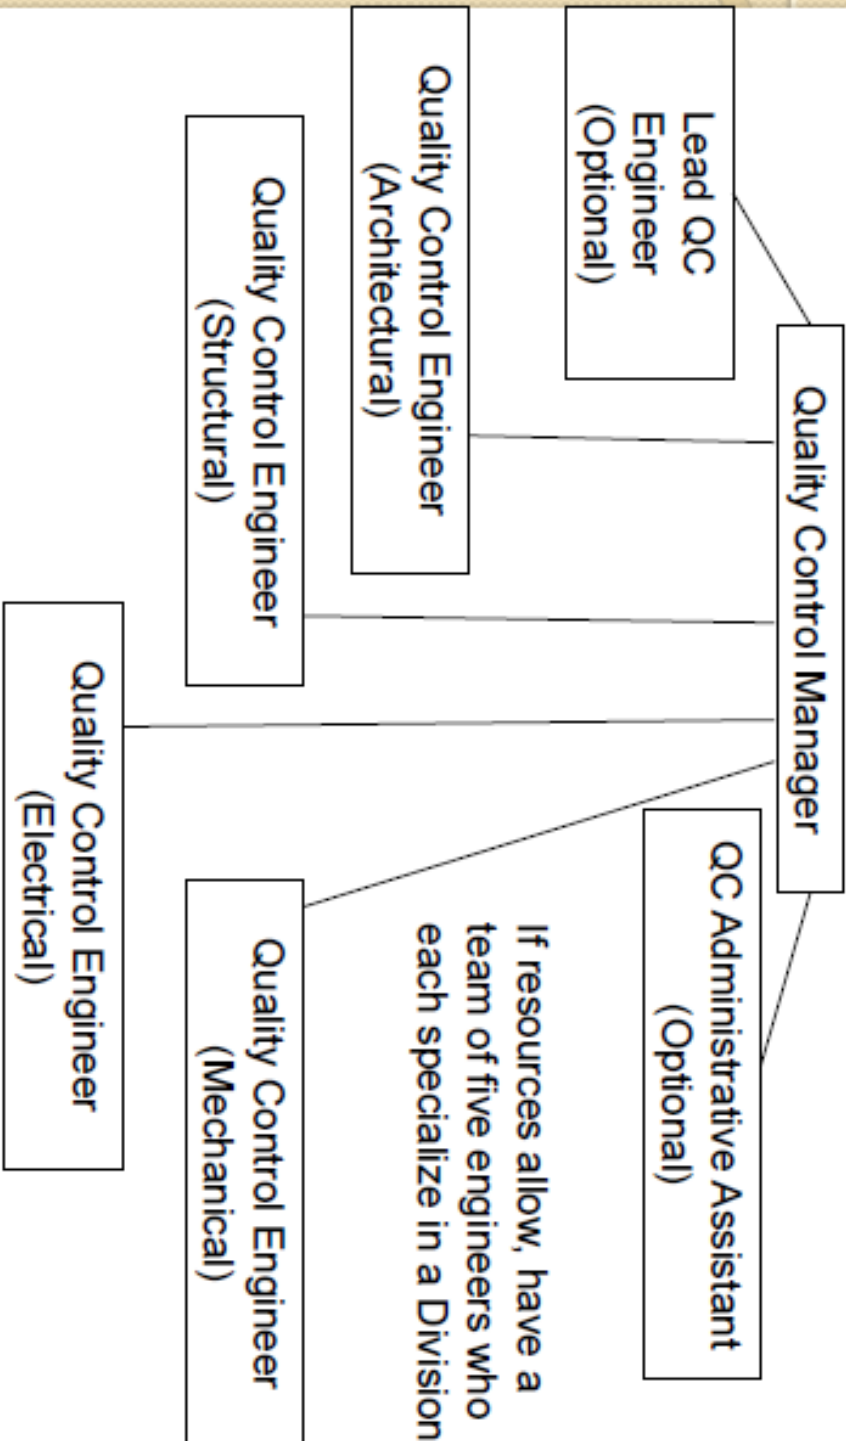 Quality Control Manager
Lead QC
Engineer
(Optional)
QC Administrative Assistant
(Optional)
Quality Control Engineer
(Architectural)
If resources allow, have a
team of five engineers who
each specialize in a Division
Quality Control Engineer
(Structural)
Quality Control Engineer
(Mechanical)
Quality Control Engineer
(Electrical)